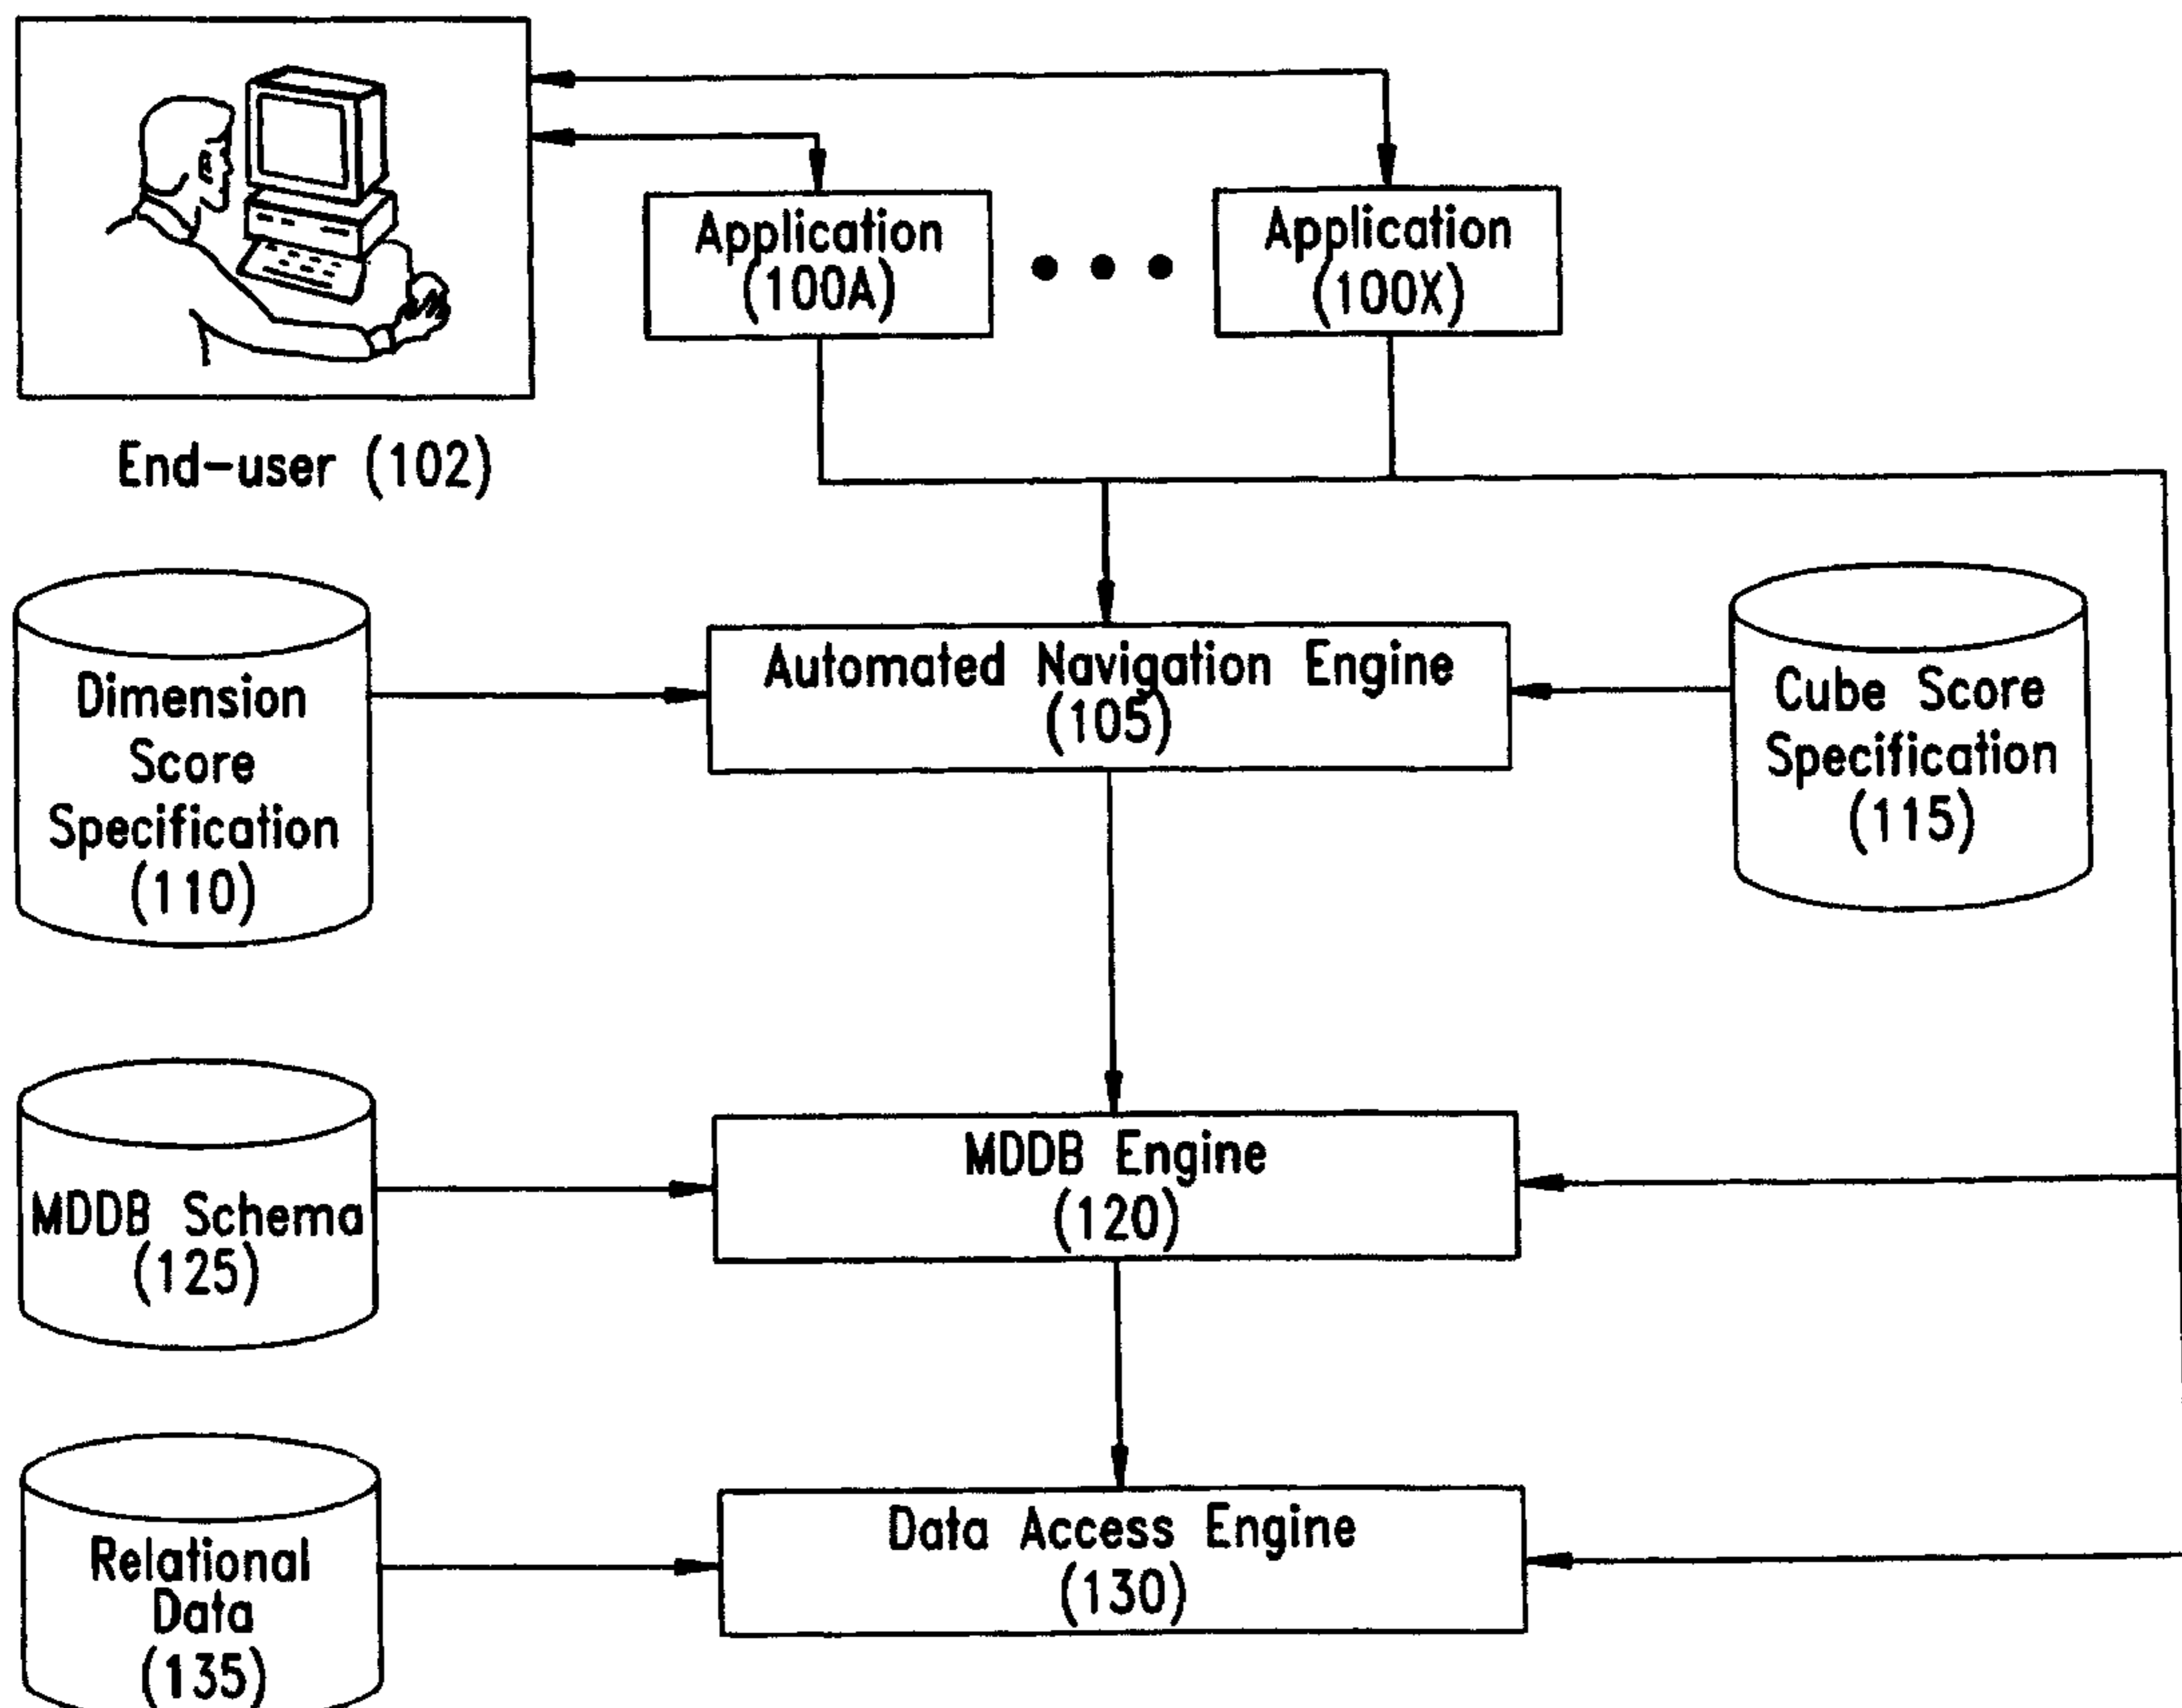 Application
(100A)
Application
(100X)
End-user (102)
Dimension
Score
Specification
(110)
Automated Navigation Engine
(105)
Cube Score
Specification
(115)
MDDB Schema
(125)
MDDB Engine
(120)
Relational
Data
(135)
Data Access Engine
(130)